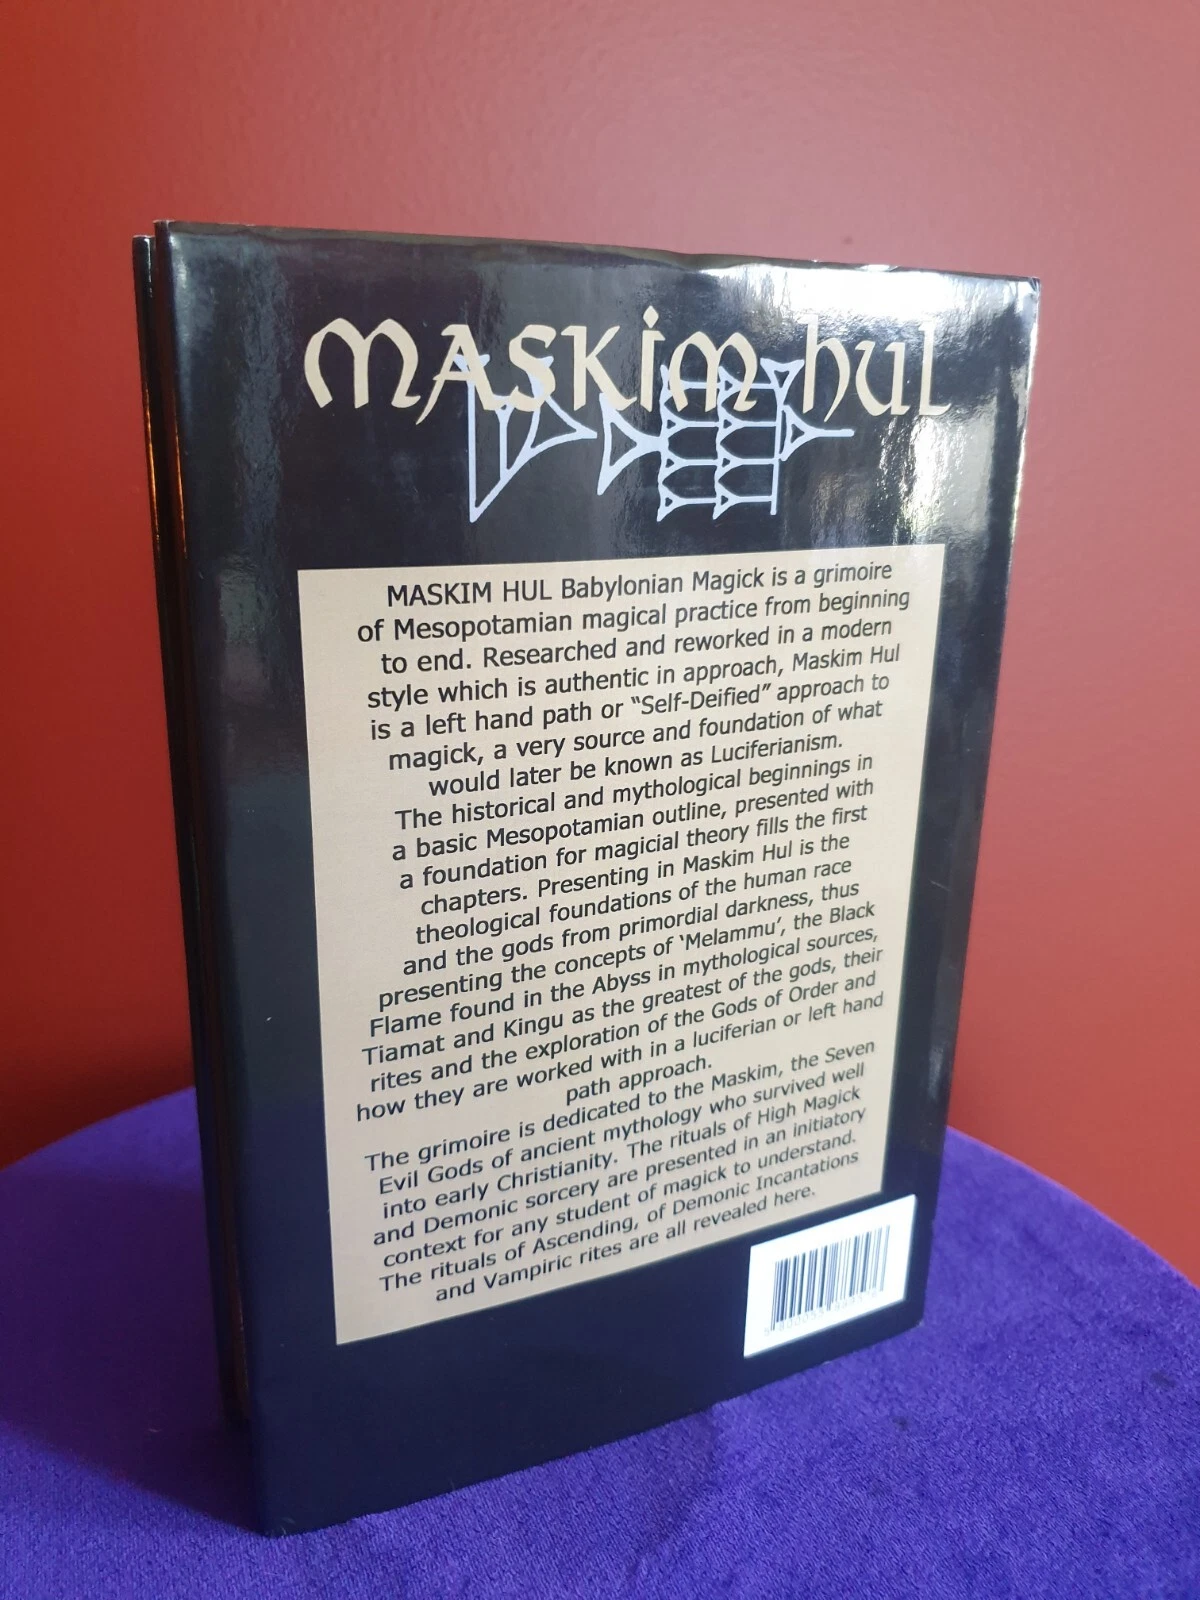 MASKIM hul
MASKIM HUL Babylonian Magick is a grimoire
of Mesopotamian magical practice from beginning
to end. Researched and reworked in a modern
style which is authentic in approach, Maskim Hul
is a left hand path or “Self-Deified” approach to
magick, a very source and foundation of what
would later be known as Luciferianism.
The historical and mythological beginnings in
a basic Mesopotamian outline, presented with
a foundation for magicial theory fills the first
chapters. Presenting in Maskim Hul is the
theological foundations of the human race
and the gods from primordial darkness, thus
presenting the concepts of ‘Melammu’, the Black
Flame found in the Abyss in mythological sources,
Tiamat and Kingu as the greatest of the gods, their
rites and the exploration of the Gods of Order and
how they are worked with in a luciferian or left hand
path approach.
The grimoire is dedicated to the Maskim, the Seven
Evil Gods of ancient mythology who survived well
into early Christianity. The rituals of High Magick
and Demonic sorcery are presented in an initiatory
context for any student of magick to understand.
The rituals of Ascending, of Demonic Incantations
and Vampiric rites are all revealed here.